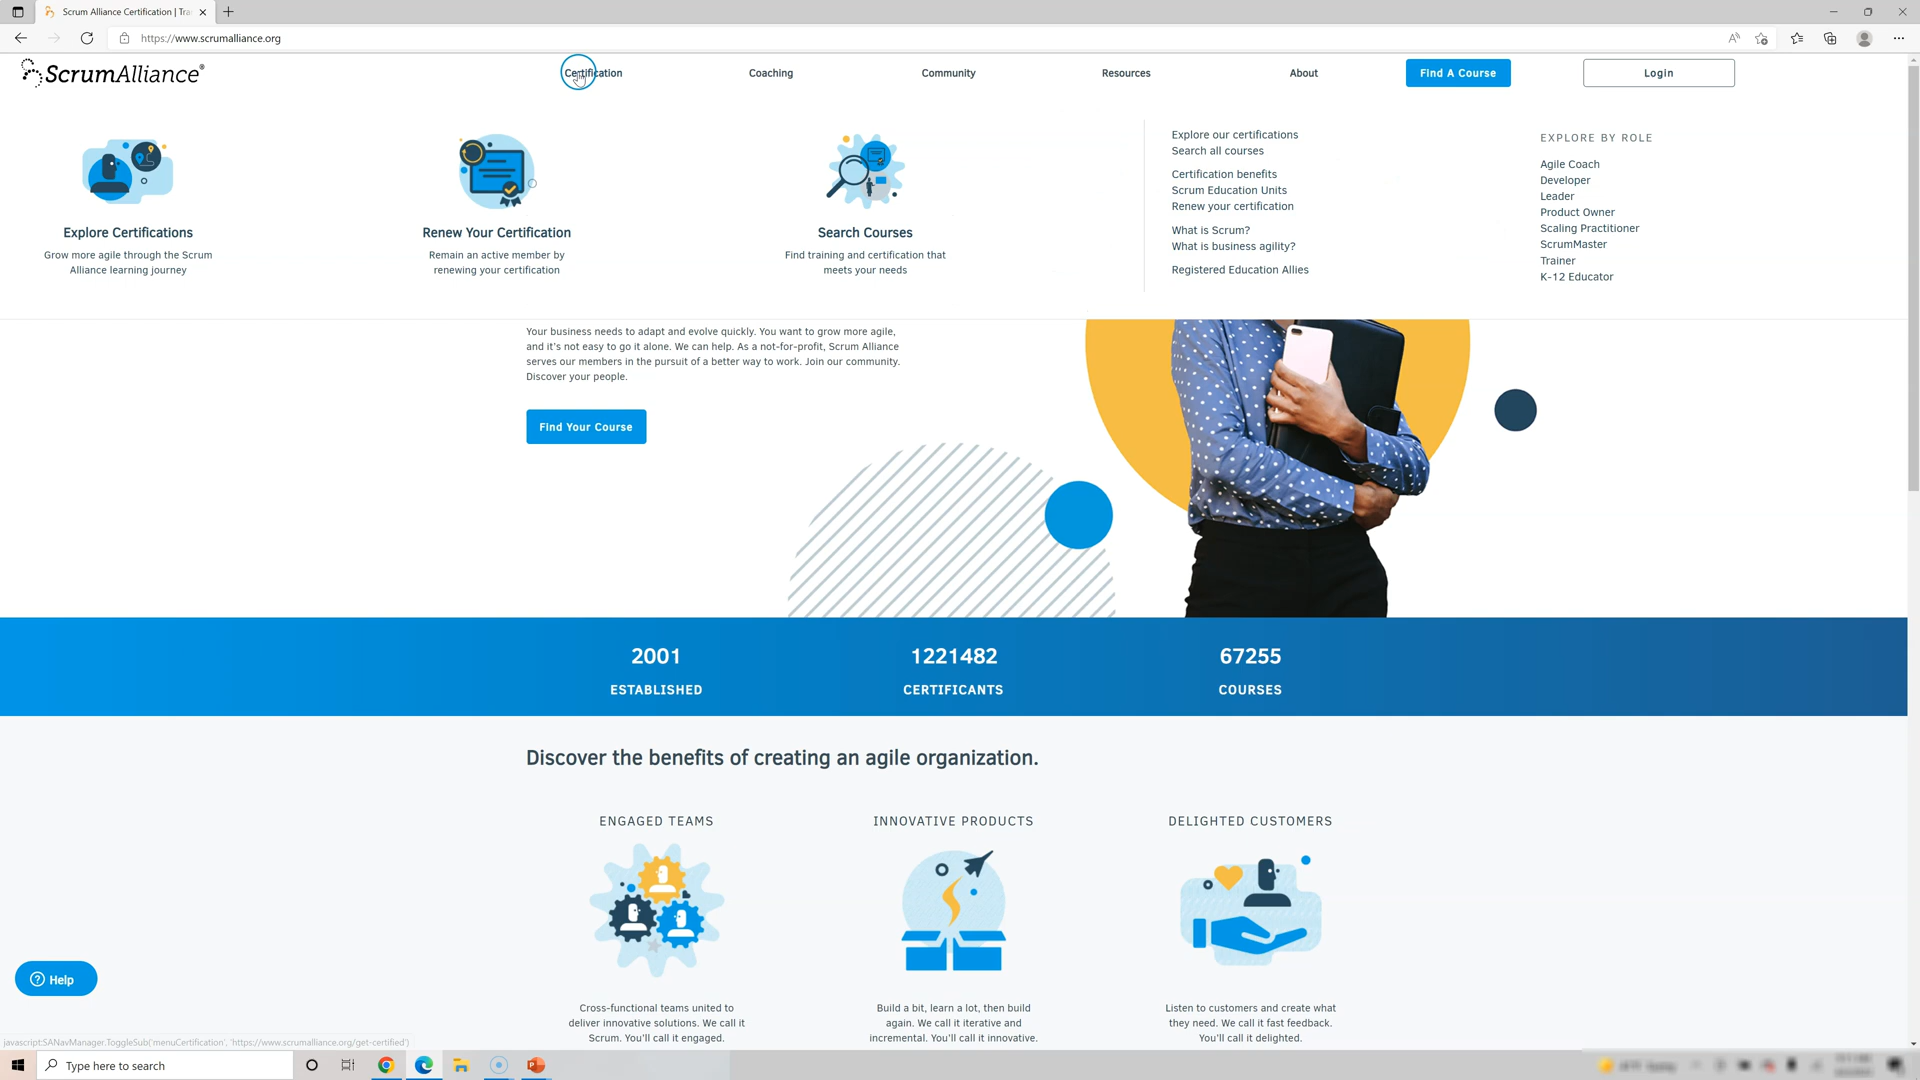 Scrum Alliance Certification | Tra
https://www.scrumalliance.org
ScrumAlliance®
Certification
Coaching
Community
Resources
About
Find A Course
Login
Explore Certifications
Grow more agile through the Scrum
Alliance learning journey
Renew Your Certification
Remain an active member by
renewing your certification
Search Courses
Find training and certification that
meets your needs
Explore our certifications
Search all courses
Certification benefits
Scrum Education Units
Renew your certification
What is Scrum?
What is business agility?
Registered Education Allies
EXPLORE BY ROLE
Agile Coach
Developer
Leader
Product Owner
Scaling Practitioner
ScrumMaster
Trainer
K-12 Educator
Your business needs to adapt and evolve quickly. You want to grow more agile,
and it's not easy to go it alone. We can help. As a not-for-profit, Scrum Alliance
serves our members in the pursuit of a better way to work. Join our community.
Discover your people.
Find Your Course
2001
ESTABLISHED
1221482
CERTIFICANTS
67255
COURSES
Discover the benefits of creating an agile organization.
ENGAGED TEAMS
Cross-functional teams united to
deliver innovative solutions. We call it
Scrum. You'll call it engaged.
INNOVATIVE PRODUCTS
Build a bit, learn a lot, then build
again. We call it iterative and
incremental. You'll call it innovative.
DELIGHTED CUSTOMERS
Listen to customers and create what
they need. We call it fast feedback.
You'll call it delighted.
Help
javascript:SANavManager.ToggleSub('menuCertification', 'https://www.scrumalliance.org/get-certified')
Type here to search